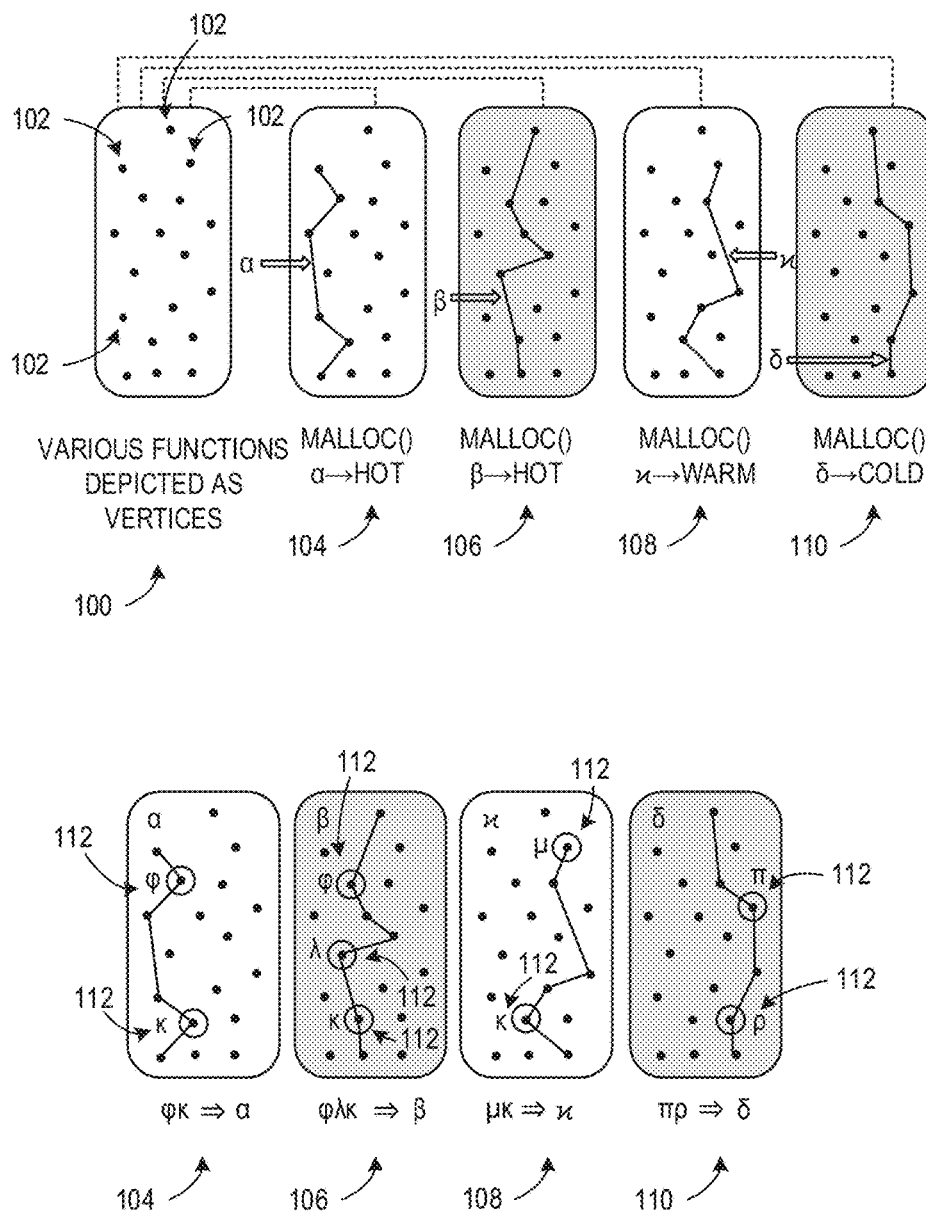 102
102
102
102
α
β
ϰ
δ
VARIOUS FUNCTIONS
DEPICTED AS
VERTICES
MALLOC()
α→HOT
MALLOC()
β→HOT
MALLOC()
ϰ→WARM
MALLOC()
δ→COLD
100
104
106
108
110
112
112
112
112
112
112
112
112
112
α
φ
κ
β
φ
λ
κ
ϰ
μ
κ
δ
π
ρ
φκ ⇒ α
φλκ ⇒ β
μκ ⇒ ϰ
πρ ⇒ δ
104
106
108
110